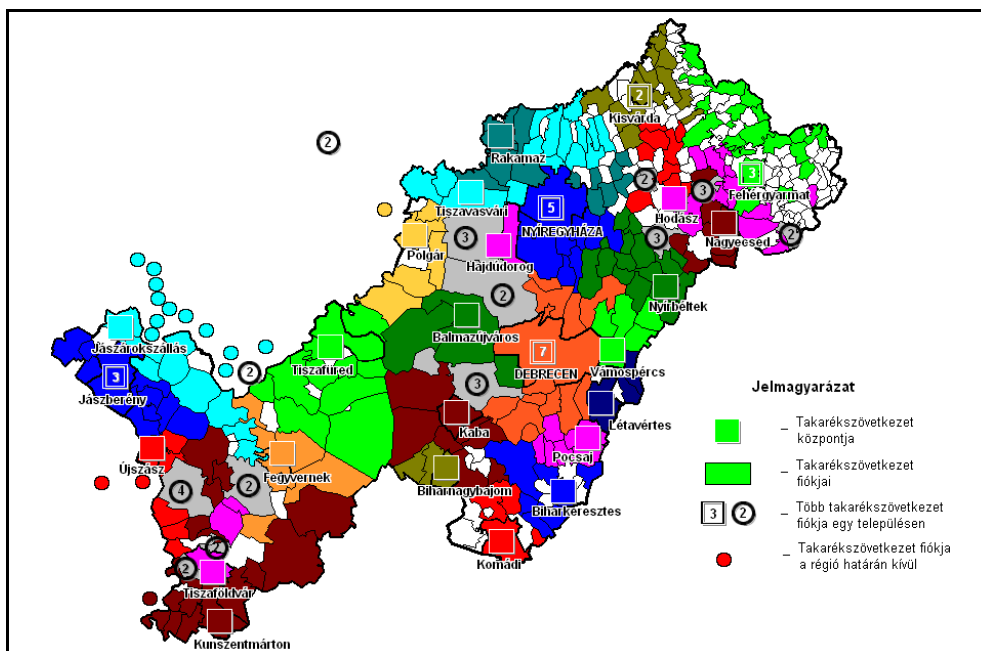 2
Kisvárda
2
Rakamaz
2
3
3
Fehérgyarmat
Tiszavasvári
5
Hodász
NYÍREGYHÁZA
Nagyecsed
Polgár
3
Hajdúdorog
3
2
2
Nyírbéltek
Balmazújváros
Jászárokszállás
Tiszafüred
7
DEBRECEN
Vámospércs
3
Jászberény
2
3
Kaba
Létavértes
Újszász
Fegyvernek
Pocsaj
4
2
Biharnagybajom
Biharkeresztes
2
2
Komádi
Tiszaföldvár
Kunszentmárton
Jelmagyarázat
– Takarékszövetkezet
központja
– Takarékszövetkezet
fiókjai
3 2 – Több takarékszövetkezet
fiókja egy településen
– Takarékszövetkezet fiókja
a régió határán kívül